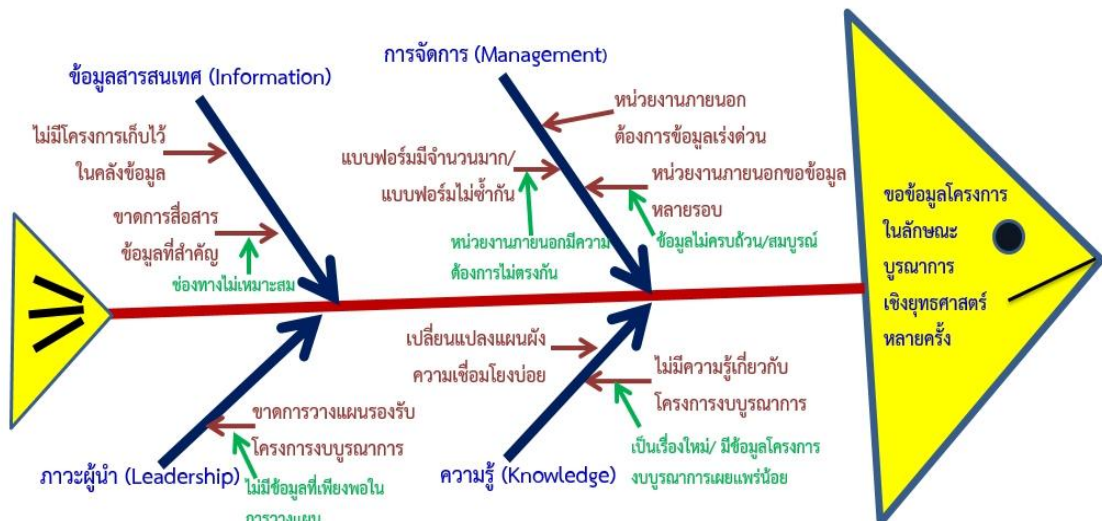 ข้อมูลสารสนเทศ (Information)
ไม่มีโครงการเก็บไว้
ในคลังข้อมูล
ขาดการสื่อสาร
ข้อมูลที่สำคัญ
ช่องทางไม่เหมาะสม
การจัดการ (Management)
หน่วยงานภายนอก
ต้องการข้อมูลเร่งด่วน
แบบฟอร์มมีจำนวนมาก/
แบบฟอร์มไม่ซ้ำกัน
หน่วยงานภายนอกมีความ
ต้องการไม่ตรงกัน
หน่วยงานภายนอกขอข้อมูล
หลายรอบ
ข้อมูลไม่ครบถ้วน/สมบูรณ์
ขอข้อมูลโครงการ
ในลักษณะ
บูรณาการ
เชิงยุทธศาสตร์
หลายครั้ง
ขาดการวางแผนรองรับ
โครงการงบบูรณาการ
ภาวะผู้นำ (Leadership)
ไม่มีข้อมูลที่เพียงพอใน
การวางแผน
เปลี่ยนแปลงแผนผัง
ความเชื่อมโยงบ่อย
ไม่มีความรู้เกี่ยวกับ
โครงการงบบูรณาการ
เป็นเรื่องใหม่/ มีข้อมูลโครงการ
งบบูรณาการเผยแพร่น้อย
ความรู้ (Knowledge)